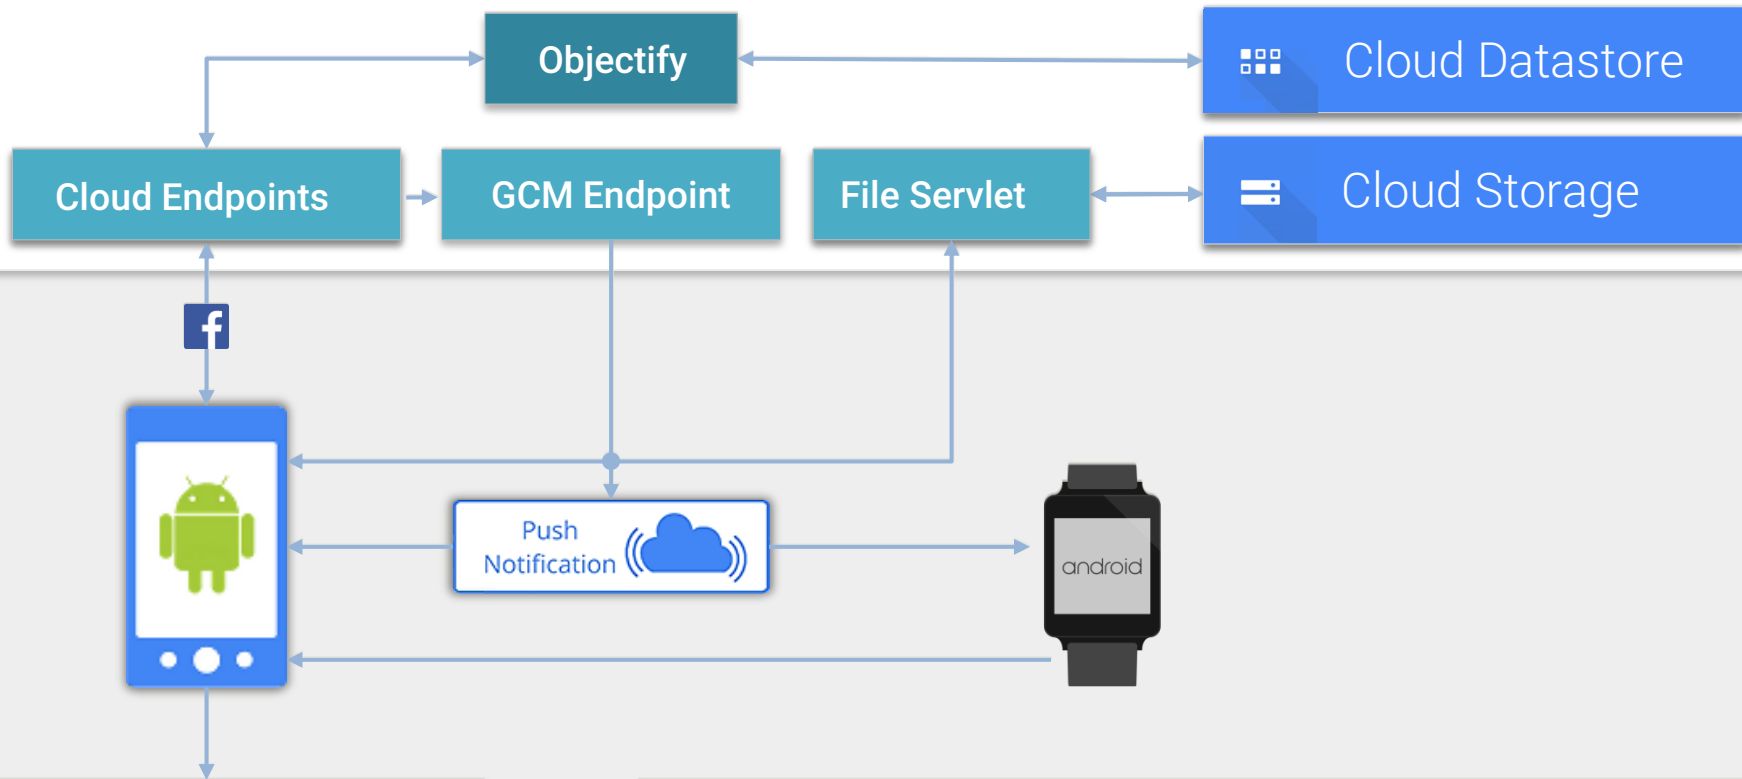 Objectify
Cloud Datastore
Cloud Endpoints
GCM Endpoint
File Servlet
Cloud Storage
f
Push
Notification
android